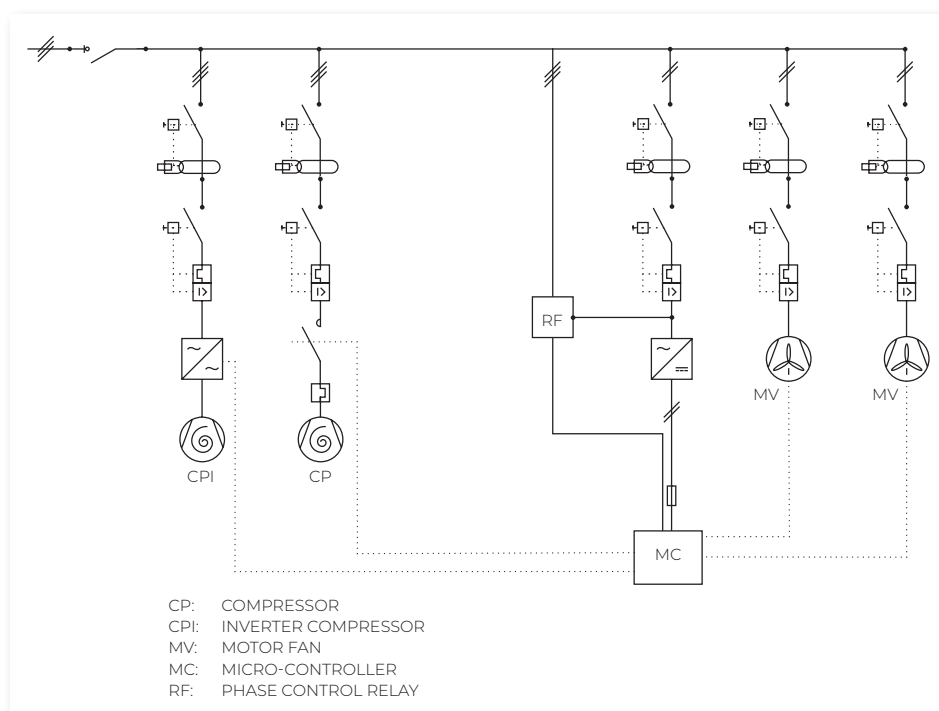 RF
MV
MV
CPI
CP
MC
CP: COMPRESSOR
CPI: INVERTER COMPRESSOR
MV: MOTOR FAN
MC: MICRO-CONTROLLER
RF: PHASE CONTROL RELAY